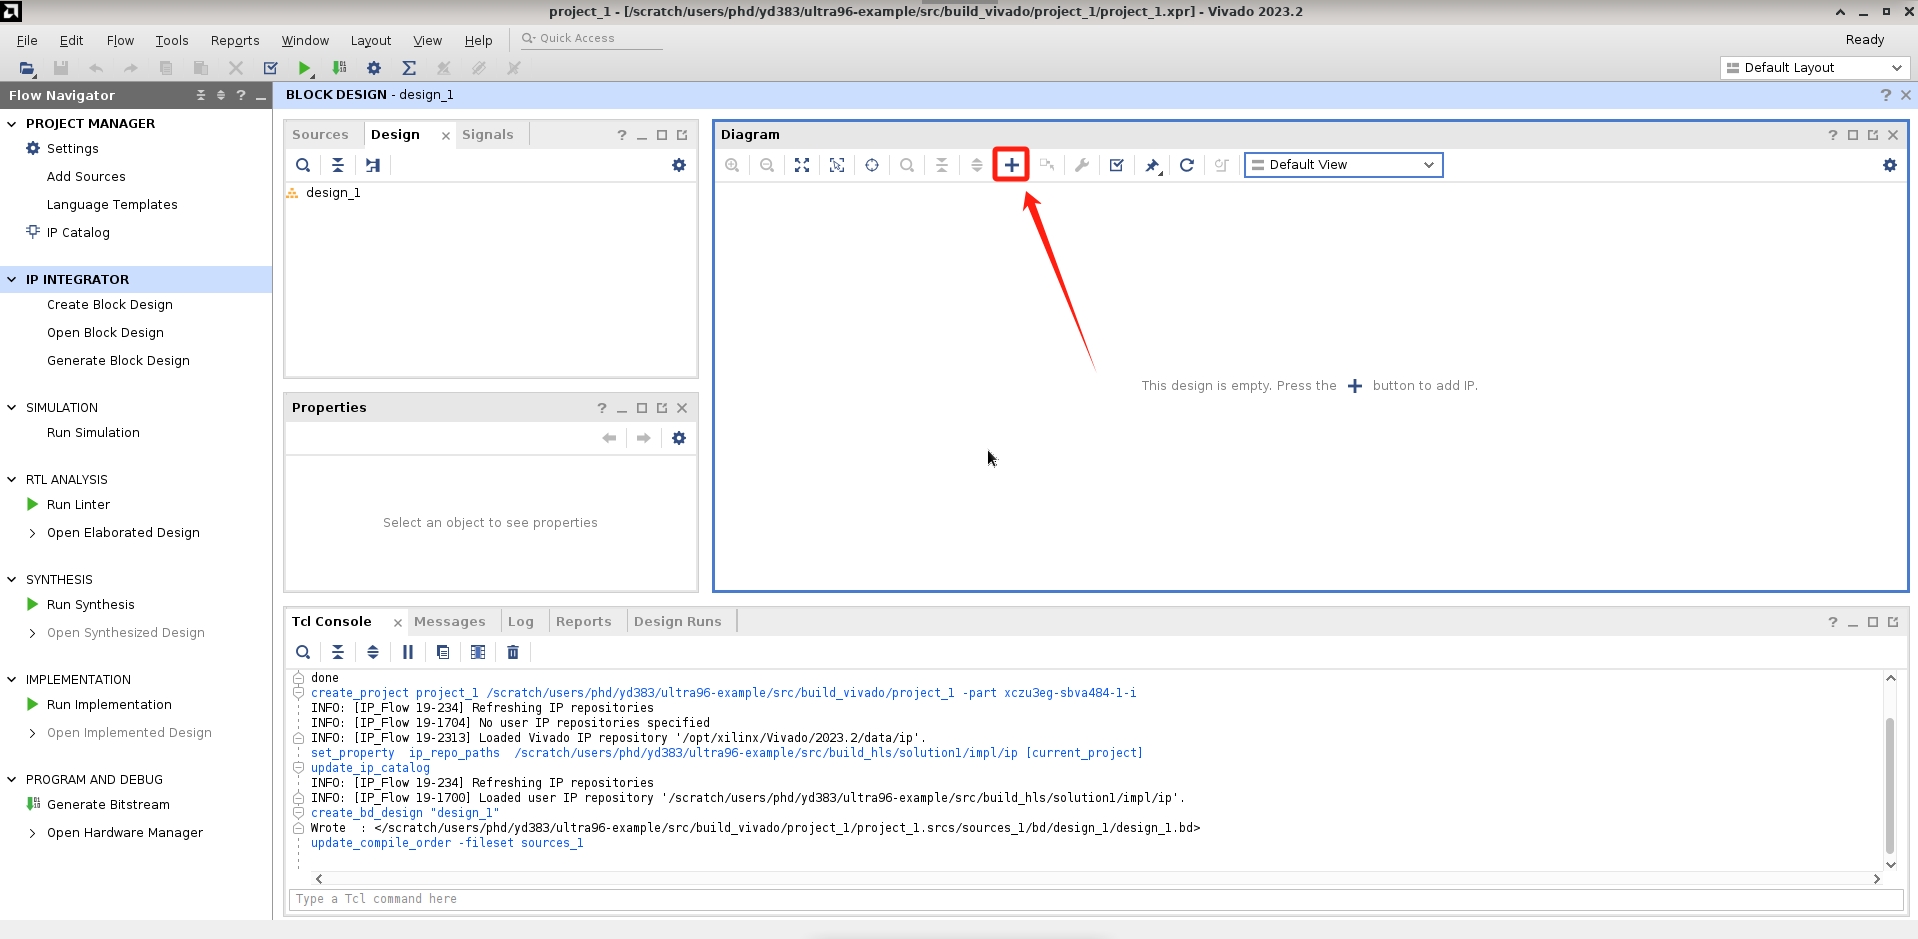 project_1 - [/scratch/users/phd/yd383/ultra96-example/src/build_vivado/project_1/project_1.xpr] - Vivado 2023.2
File Edit Flow Tools Reports Window Layout View Help Quick Access
Ready
Default Layout
Flow Navigator
PROJECT MANAGER
Settings
Add Sources
Language Templates
IP Catalog
IP INTEGRATOR
Create Block Design
Open Block Design
Generate Block Design
SIMULATION
Run Simulation
RTL ANALYSIS
Run Linter
Open Elaborated Design
SYNTHESIS
Run Synthesis
Open Synthesized Design
IMPLEMENTATION
Run Implementation
Open Implemented Design
PROGRAM AND DEBUG
Generate Bitstream
Open Hardware Manager
BLOCK DESIGN - design_1
Sources Design Signals
design_1
Properties
Select an object to see properties
Diagram
Default View
This design is empty. Press the + button to add IP.
Tcl Console Messages Log Reports Design Runs
done
create_project project_1 /scratch/users/phd/yd383/ultra96-example/src/build_vivado/project_1 -part xczu3eg-sbva484-1-i
INFO: [IP_Flow 19-234] Refreshing IP repositories
INFO: [IP_Flow 19-1704] No user IP repositories specified
INFO: [IP_Flow 19-2313] Loaded Vivado IP repository '/opt/xilinx/Vivado/2023.2/data/ip'.
set_property  ip_repo_paths  /scratch/users/phd/yd383/ultra96-example/src/build_hls/solution1/impl/ip [current_project]
update_ip_catalog
INFO: [IP_Flow 19-234] Refreshing IP repositories
INFO: [IP_Flow 19-1700] Loaded user IP repository '/scratch/users/phd/yd383/ultra96-example/src/build_hls/solution1/impl/ip'.
create_bd_design "design_1"
Wrote  : </scratch/users/phd/yd383/ultra96-example/src/build_vivado/project_1/project_1.srcs/sources_1/bd/design_1/design_1.bd>
update_compile_order -fileset sources_1
Type a Tcl command here